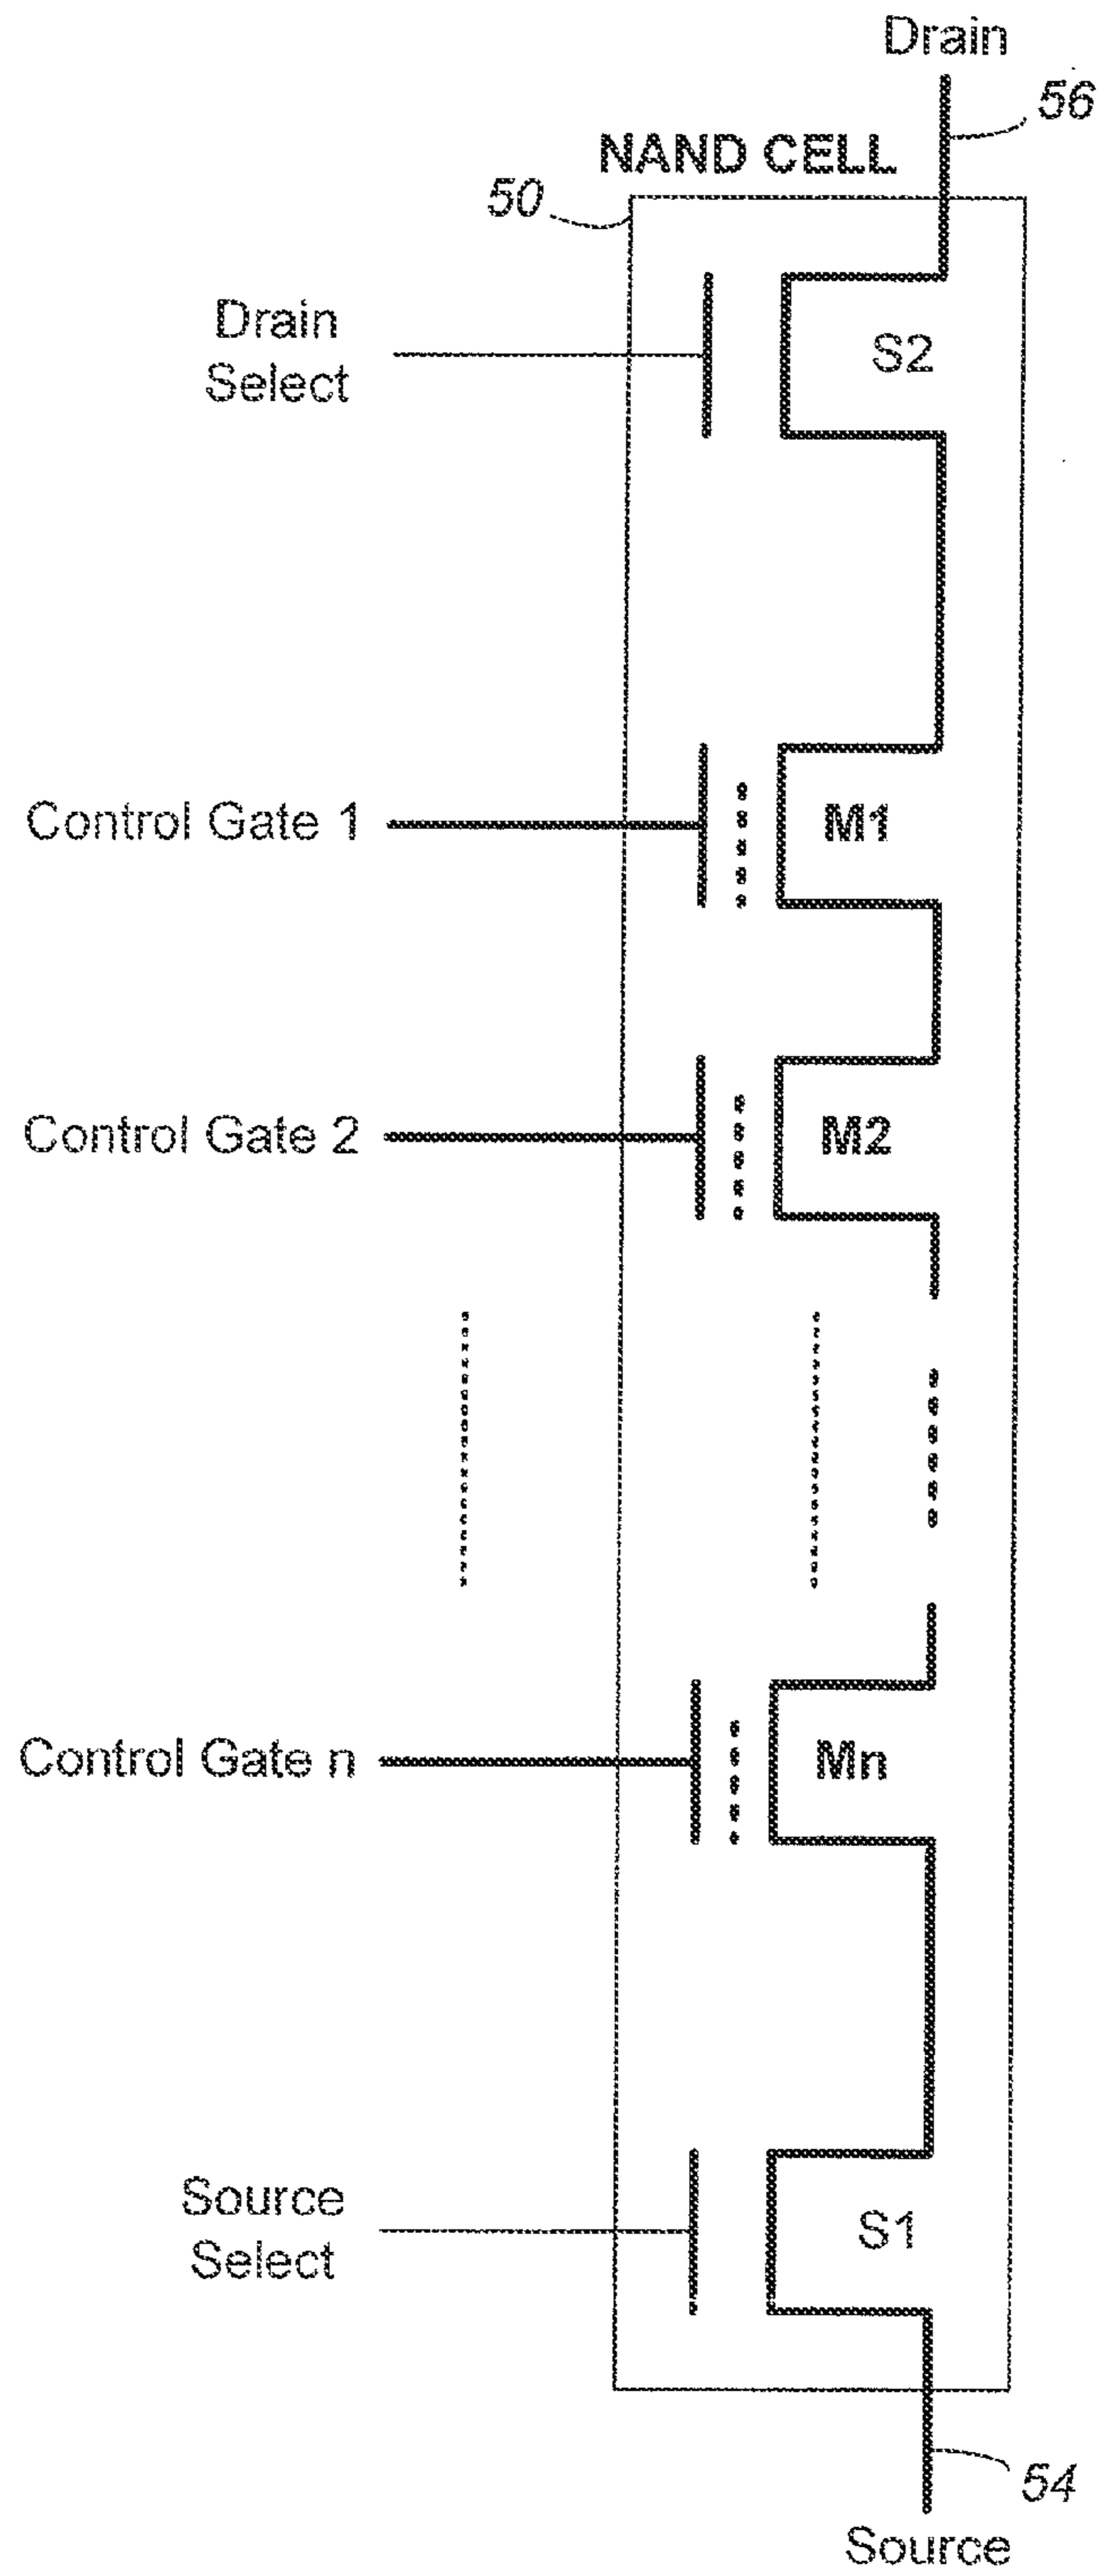 Drain
56
NAND CELL
50
Drain
Select
S2
Control Gate 1
M1
Control Gate 2
M2
Control Gate n
Mn
Source
Select
S1
54
Source